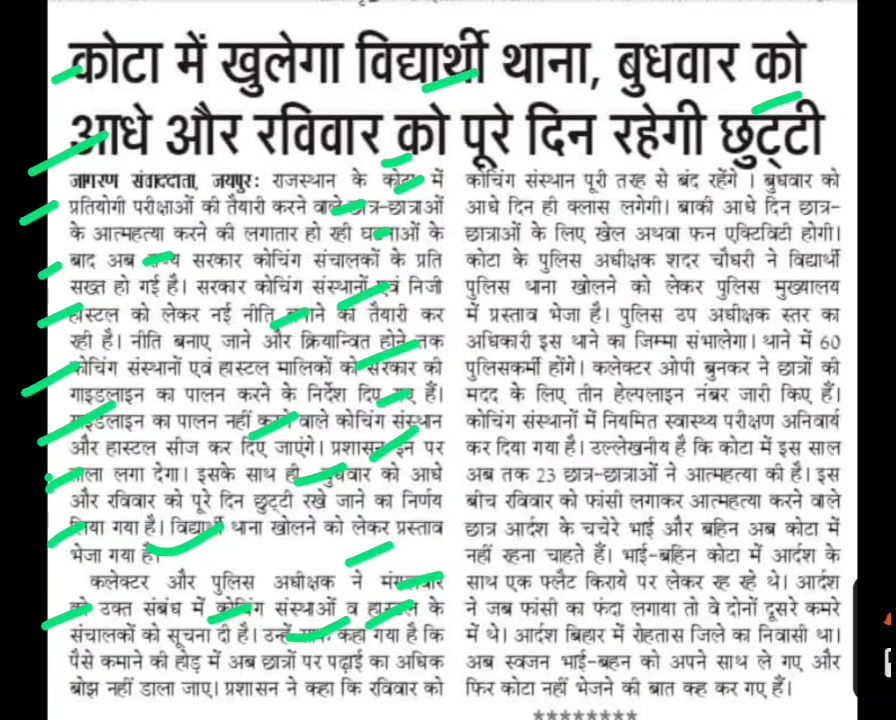 कोटा में खुलेगा विद्यार्थी थाना, बुधवार को
आधे और रविवार को पूरे दिन रहेगी छुट्टी
जागरण संवाददाता, जयपुर: राजस्थान के कोटा में
प्रतियोगी परीक्षाओं की तैयारी करने वाले छात्र-छात्राओं
के आत्महत्या करने की लगातार हो रही घटनाओं के
बाद अब राज्य सरकार कोचिंग संचालकों के प्रति
सख्त हो गई है। सरकार कोचिंग संस्थानों एवं निजी
हास्टल को लेकर नई नीति बनाने की तैयारी कर
रही है। नीति बनाए जाने और क्रियान्वित होने तक
कोचिंग संस्थानों एवं हास्टल मालिकों को सरकार की
गाइडलाइन का पालन करने के निर्देश दिए गए हैं।
गाइडलाइन का पालन नहीं करने वाले कोचिंग संस्थान
और हास्टल सीज कर दिए जाएंगे। प्रशासन इन पर
ताला लगा देगा। इसके साथ ही बुधवार को आधे
और रविवार को पूरे दिन छुट्टी रखे जाने का निर्णय
लिया गया है। विद्यार्थी थाना खोलने को लेकर प्रस्ताव
भेजा गया है।
कलेक्टर और पुलिस अधीक्षक ने मंगलवार
को उक्त संबंध में कोचिंग संस्थाओं व हास्टल के
संचालकों को सूचना दी है। उन्हें साफ कहा गया है कि
पैसे कमाने की होड़ में अब छात्रों पर पढ़ाई का अधिक
बोझ नहीं डाला जाए। प्रशासन ने कहा कि रविवार को
कोचिंग संस्थान पूरी तरह से बंद रहेंगे । बुधवार को
आधे दिन ही क्लास लगेगी। बाकी आधे दिन छात्र-
छात्राओं के लिए खेल अथवा फन एक्टिविटी होगी।
कोटा के पुलिस अधीक्षक शदर चौधरी ने विद्यार्थी
पुलिस थाना खोलने को लेकर पुलिस मुख्यालय
में प्रस्ताव भेजा है। पुलिस उप अधीक्षक स्तर का
अधिकारी इस थाने का जिम्मा संभालेगा। थाने में 60
पुलिसकर्मी होंगे। कलेक्टर ओपी बुनकर ने छात्रों की
मदद के लिए तीन हेल्पलाइन नंबर जारी किए हैं।
कोचिंग संस्थानों में नियमित स्वास्थ्य परीक्षण अनिवार्य
कर दिया गया है। उल्लेखनीय है कि कोटा में इस साल
अब तक 23 छात्र-छात्राओं ने आत्महत्या की है। इस
बीच रविवार को फांसी लगाकर आत्महत्या करने वाले
छात्र आर्दश के चचेरे भाई और बहिन अब कोटा में
नहीं रहना चाहते हैं। भाई-बहिन कोटा में आर्दश के
साथ एक फ्लैट किराये पर लेकर रह रहे थे। आर्दश
ने जब फांसी का फंदा लगाया तो वे दोनों दूसरे कमरे
में थे। आर्दश बिहार में रोहतास जिले का निवासी था।
अब स्वजन भाई-बहन को अपने साथ ले गए और
फिर कोटा नहीं भेजने की बात कह कर गए हैं।
********